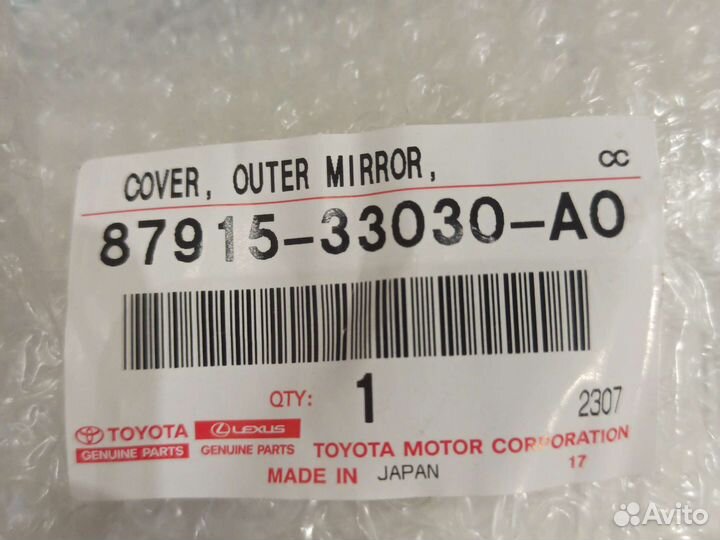 COVER, OUTER MIRROR, CC
87915-33030-A0
QTY: 1 2307
TOYOTA LEXUS
GENUINE PARTS GENUINE PARTS TOYOTA MOTOR CORPORATION
MADE IN JAPAN 17
Avito